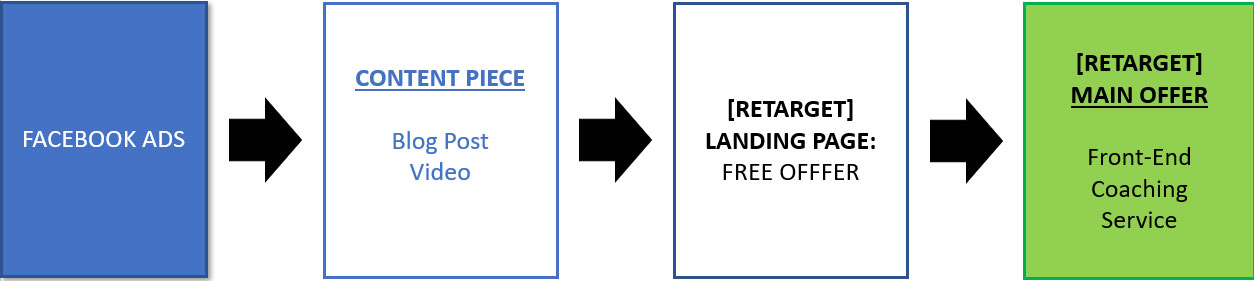 FACEBOOK ADS
CONTENT PIECE
Blog Post
Video
[RETARGET]
LANDING PAGE:
FREE OFFFER
[RETARGET]
MAIN OFFER
Front-End
Coaching
Service